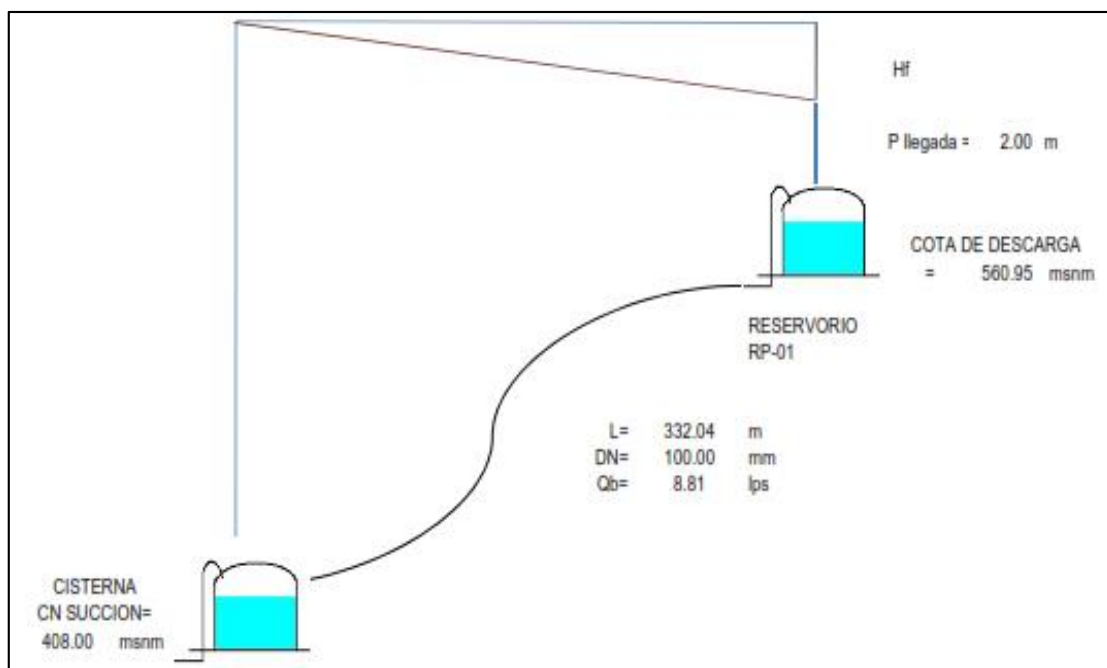 Hf
P llegada = 2.00 m
COTA DE DESCARGA
= 560.95 msnm
RESERVORIO
RP-01
L= 332.04 m
DN= 100.00 mm
Qb= 8.81 lps
CISTERNA
CN SUCCION=
408.00 msnm